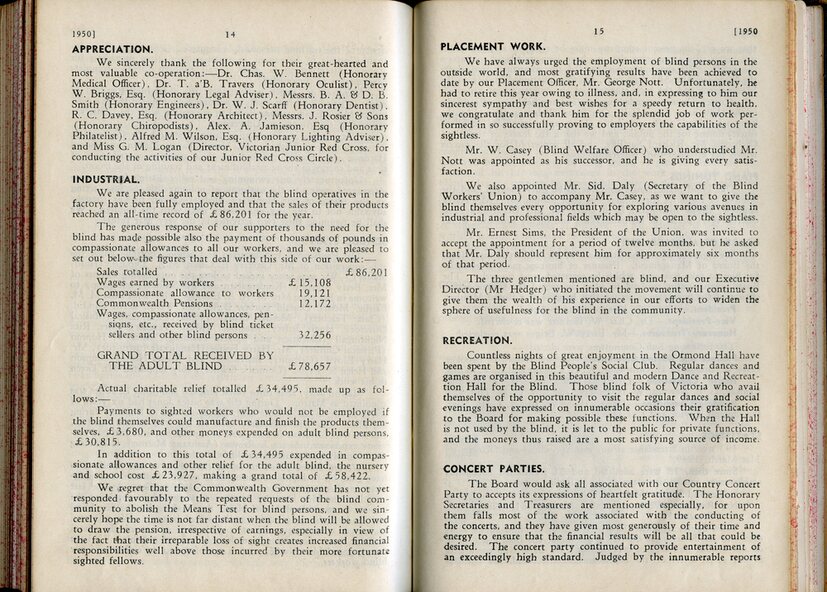 1950]
14
APPRECIATION.
We sincerely thank the following for their great-hearted and
most valuable co-operation:—Dr. Chas. W. Bennett (Honorary
Medical Officer), Dr. T. a'B. Travers (Honorary Oculist), Percy
W. Briggs, Esq. (Honorary Legal Adviser), Messrs. B. A. & D. B.
Smith (Honorary Engineers), Dr. W. J. Scarff (Honorary Dentist),
R. C. Davey, Esq. (Honorary Architect), Messrs. J. Rosier & Sons
(Honorary Chiropodists), Alex. A. Jamieson, Esq (Honorary
Philatelist), Alfred M. Wilson, Esq. (Honorary Lighting Adviser),
and Miss G. M. Logan (Director, Victorian Junior Red Cross, for
conducting the activities of our Junior Red Cross Circle).
INDUSTRIAL.
We are pleased again to report that the blind operatives in the
factory have been fully employed and that the sales of their products
reached an all-time record of £86,201 for the year.
The generous response of our supporters to the need for the
blind has made possible also the payment of thousands of pounds in
compassionate allowances to all our workers, and we are pleased to
set out below the figures that deal with this side of our work:—
Sales totalled £86,201
Wages earned by workers £15,108
Compassionate allowance to workers 19,121
Commonwealth Pensions 12,172
Wages, compassionate allowances, pen-
sions, etc., received by blind ticket
sellers and other blind persons 32,256
GRAND TOTAL RECEIVED BY
THE ADULT BLIND £78,657
Actual charitable relief totalled £34,495, made up as fol-
lows:—
Payments to sighted workers who would not be employed if
the blind themselves could manufacture and finish the products them-
selves, £3,680, and other moneys expended on adult blind persons,
£30,815.
In addition to this total of £34,495 expended in compas-
sionate allowances and other relief for the adult blind, the nursery
and school cost £23,927, making a grand total of £58,422.
We regret that the Commonwealth Government has not yet
responded favourably to the repeated requests of the blind com-
munity to abolish the Means Test for blind persons, and we sin-
cerely hope the time is not far distant when the blind will be allowed
to draw the pension, irrespective of earnings, especially in view of
the fact that their irreparable loss of sight creates increased financial
responsibilities well above those incurred by their more fortunate
sighted fellows.
15
[1950
PLACEMENT WORK.
We have always urged the employment of blind persons in the
outside world, and most gratifying results have been achieved to
date by our Placement Officer, Mr. George Nott. Unfortunately, he
had to retire this year owing to illness, and, in expressing to him our
sincerest sympathy and best wishes for a speedy return to health,
we congratulate and thank him for the splendid job of work per-
formed in so successfully proving to employers the capabilities of the
sightless.
Mr. W. Casey (Blind Welfare Officer) who understudied Mr.
Nott was appointed as his successor, and he is giving every satis-
faction.
We also appointed Mr. Sid. Daly (Secretary of the Blind
Workers' Union) to accompany Mr. Casey, as we want to give the
blind themselves every opportunity for exploring various avenues in
industrial and professional fields which may be open to the sightless.
Mr. Ernest Sims, the President of the Union, was invited to
accept the appointment for a period of twelve months, but he asked
that Mr. Daly should represent him for approximately six months
of that period.
The three gentlemen mentioned are blind, and our Executive
Director (Mr Hedger) who initiated the movement will continue to
give them the wealth of his experience in our efforts to widen the
sphere of usefulness for the blind in the community.
RECREATION.
Countless nights of great enjoyment in the Ormond Hall have
been spent by the Blind People's Social Club. Regular dances and
games are organised in this beautiful and modern Dance and Recreat-
ion Hall for the Blind. Those blind folk of Victoria who avail
themselves of the opportunity to visit the regular dances and social
evenings have expressed on innumerable occasions their gratification
to the Board for making possible these functions. When the Hall
is not used by the blind, it is let to the public for private functions,
and the moneys thus raised are a most satisfying source of income.
CONCERT PARTIES.
The Board would ask all associated with our Country Concert
Party to accepts its expressions of heartfelt gratitude. The Honorary
Secretaries and Treasurers are mentioned especially, for upon
them falls most of the work associated with the conducting of
the concerts, and they have given most generously of their time and
energy to ensure that the financial results will be all that could be
desired. The concert party continued to provide entertainment of
an exceedingly high standard. Judged by the innumerable reports